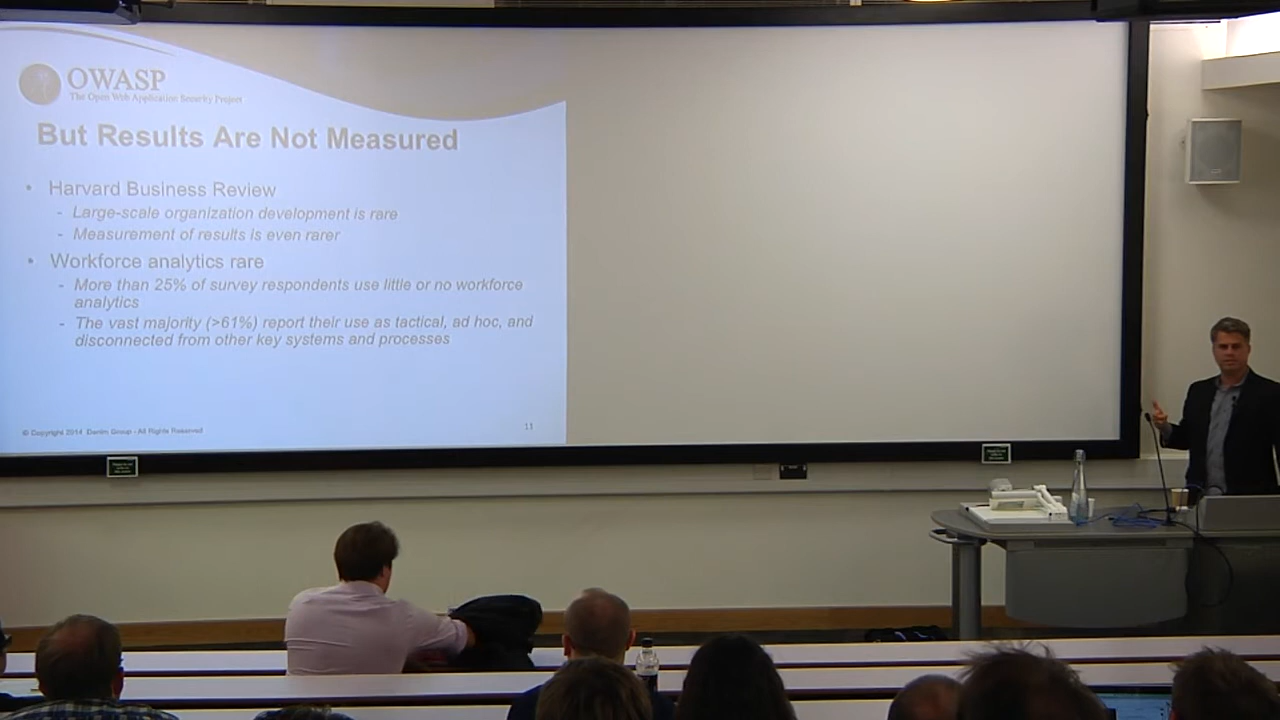 OWASP
The Open Web Application Security Project
But Results Are Not Measured
• Harvard Business Review
- Large-scale organization development is rare
- Measurement of results is even rarer
• Workforce analytics rare
- More than 25% of survey respondents use little or no workforce
analytics
- The vast majority (>61%) report their use as tactical, ad hoc, and
disconnected from other key systems and processes
© Copyright 2014 Denim Group - All Rights Reserved
11